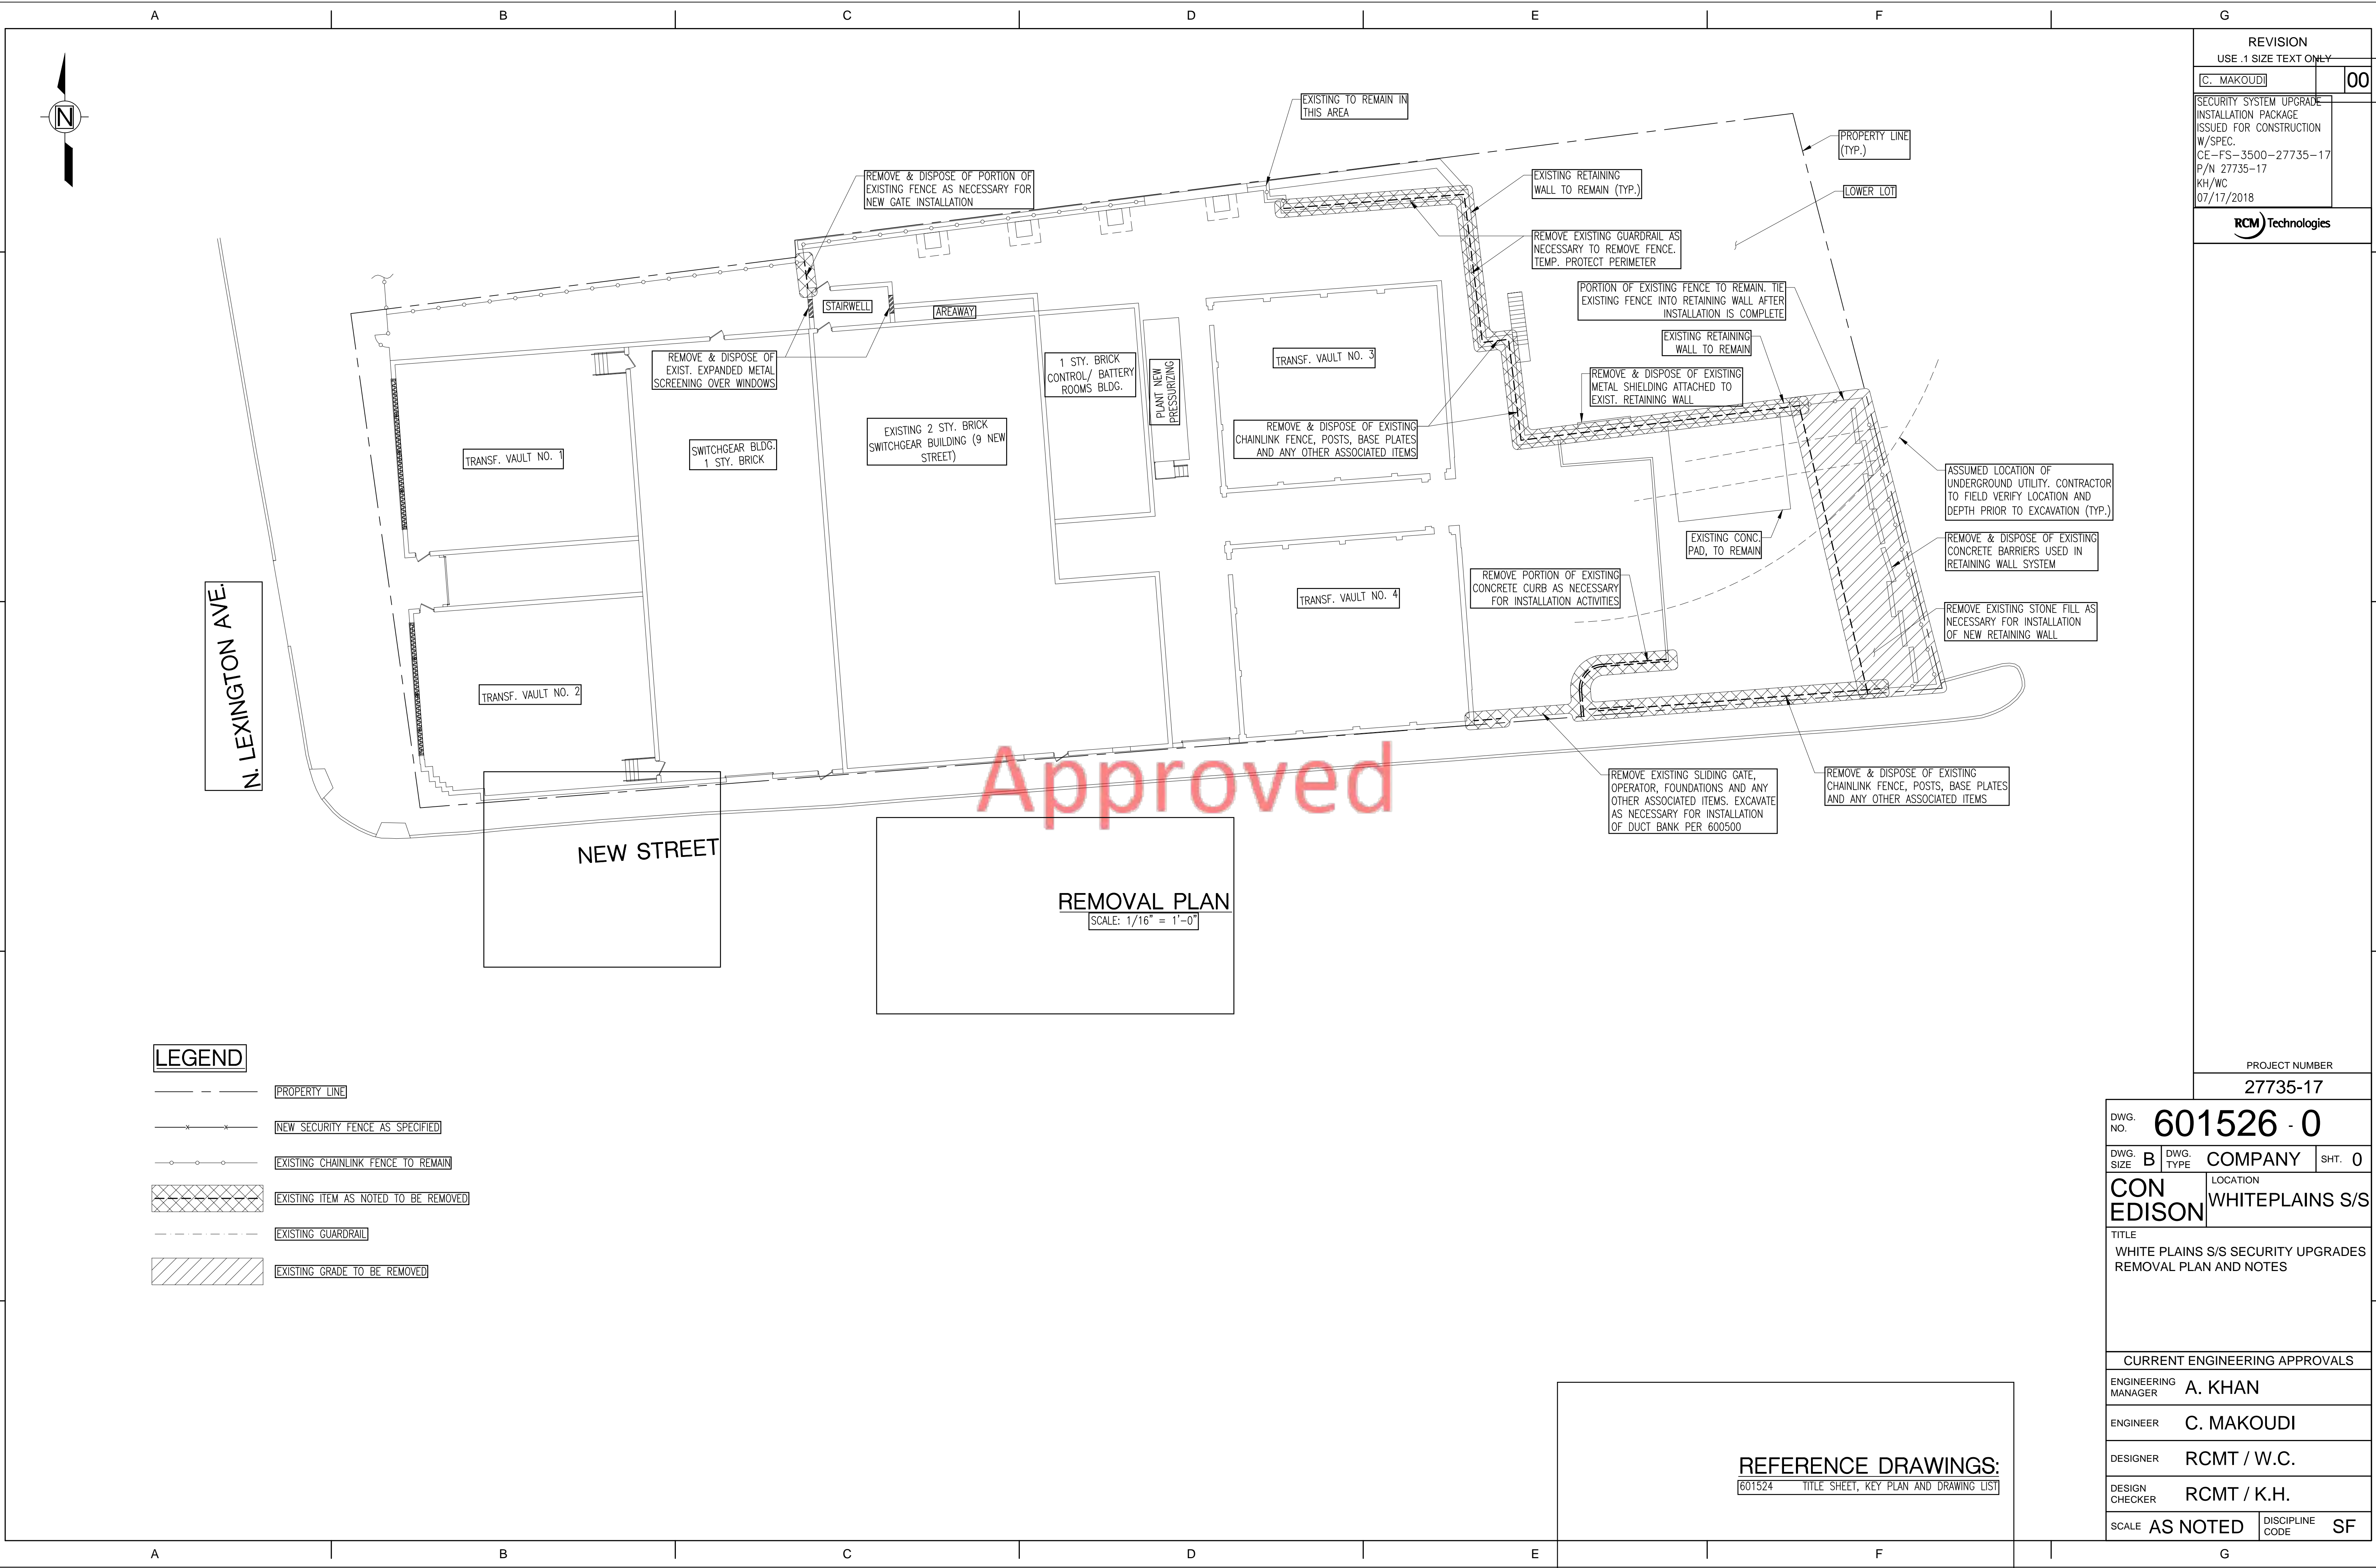 A
B
C
D
E
F
G
N
REVISION
USE .1 SIZE TEXT ONLY
C. MAKOUDI
00
SECURITY SYSTEM UPGRADE
INSTALLATION PACKAGE
ISSUED FOR CONSTRUCTION
W/SPEC.
CE-FS-3500-27735-17
P/N 27735-17
KH/WC
07/17/2018
RCM Technologies
EXISTING TO REMAIN IN
THIS AREA
PROPERTY LINE
(TYP.)
LOWER LOT
REMOVE & DISPOSE OF PORTION OF
EXISTING FENCE AS NECESSARY FOR
NEW GATE INSTALLATION
EXISTING RETAINING
WALL TO REMAIN (TYP.)
REMOVE EXISTING GUARDRAIL AS
NECESSARY TO REMOVE FENCE.
TEMP. PROTECT PERIMETER
PORTION OF EXISTING FENCE TO REMAIN. TIE
EXISTING FENCE INTO RETAINING WALL AFTER
INSTALLATION IS COMPLETE
EXISTING RETAINING
WALL TO REMAIN
STAIRWELL
AREAWAY
REMOVE & DISPOSE OF
EXIST. EXPANDED METAL
SCREENING OVER WINDOWS
1 STY. BRICK
CONTROL/ BATTERY
ROOMS BLDG.
PLANT NEW
PRESSURIZING
TRANSF. VAULT NO. 3
REMOVE & DISPOSE OF EXISTING
METAL SHIELDING ATTACHED TO
EXIST. RETAINING WALL
REMOVE & DISPOSE OF EXISTING
CHAINLINK FENCE, POSTS, BASE PLATES
AND ANY OTHER ASSOCIATED ITEMS
TRANSF. VAULT NO. 1
SWITCHGEAR BLDG.
1 STY. BRICK
EXISTING 2 STY. BRICK
SWITCHGEAR BUILDING (9 NEW
STREET)
ASSUMED LOCATION OF
UNDERGROUND UTILITY. CONTRACTOR
TO FIELD VERIFY LOCATION AND
DEPTH PRIOR TO EXCAVATION (TYP.)
EXISTING CONC.
PAD, TO REMAIN
REMOVE & DISPOSE OF EXISTING
CONCRETE BARRIERS USED IN
RETAINING WALL SYSTEM
REMOVE PORTION OF EXISTING
CONCRETE CURB AS NECESSARY
FOR INSTALLATION ACTIVITIES
REMOVE EXISTING STONE FILL AS
NECESSARY FOR INSTALLATION
OF NEW RETAINING WALL
TRANSF. VAULT NO. 4
TRANSF. VAULT NO. 2
N. LEXINGTON AVE.
Approved
REMOVE EXISTING SLIDING GATE,
OPERATOR, FOUNDATIONS AND ANY
OTHER ASSOCIATED ITEMS. EXCAVATE
AS NECESSARY FOR INSTALLATION
OF DUCT BANK PER 600500
REMOVE & DISPOSE OF EXISTING
CHAINLINK FENCE, POSTS, BASE PLATES
AND ANY OTHER ASSOCIATED ITEMS
NEW STREET
REMOVAL PLAN
SCALE: 1/16" = 1'-0"
LEGEND
PROPERTY LINE
NEW SECURITY FENCE AS SPECIFIED
EXISTING CHAINLINK FENCE TO REMAIN
EXISTING ITEM AS NOTED TO BE REMOVED
EXISTING GUARDRAIL
EXISTING GRADE TO BE REMOVED
REFERENCE DRAWINGS:
601524 TITLE SHEET, KEY PLAN AND DRAWING LIST
PROJECT NUMBER
27735-17
DWG. NO. 601526 - 0
DWG. SIZE B DWG. TYPE COMPANY SHT. 0
CON
EDISON
LOCATION
WHITEPLAINS S/S
TITLE
WHITE PLAINS S/S SECURITY UPGRADES
REMOVAL PLAN AND NOTES
CURRENT ENGINEERING APPROVALS
ENGINEERING MANAGER A. KHAN
ENGINEER C. MAKOUDI
DESIGNER RCMT / W.C.
DESIGN CHECKER RCMT / K.H.
SCALE AS NOTED DISCIPLINE CODE SF
A
B
C
D
E
F
G